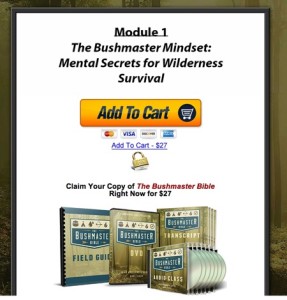 Module 1
The Bushmaster Mindset:
Mental Secrets for Wilderness
Survival
Add To Cart
VISA
Add To Cart - $27
Claim Your Copy of The Bushmaster Bible
Right Now for $27
BUSHMASTER
BIBLE
FIELD GUIDE
BUSHMASTER
BIBLE
DVD
BUSHMASTER
TRANSCRIPT
BUSHMASTER
BIBLE
AUDIO CLASS